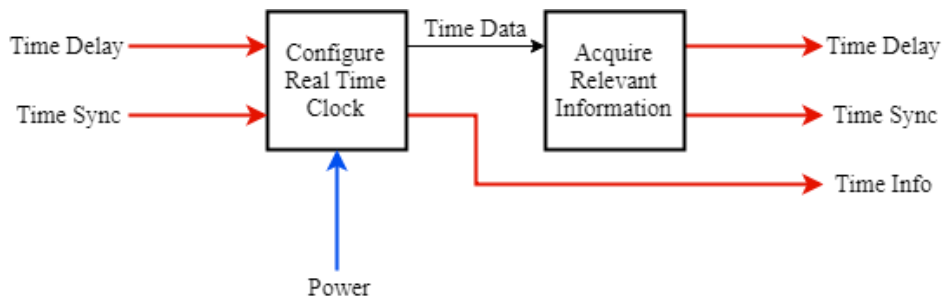 Time Delay
Time Sync
Configure
Real Time
Clock
Time Data
Acquire
Relevant
Information
Time Delay
Time Sync
Time Info
Power